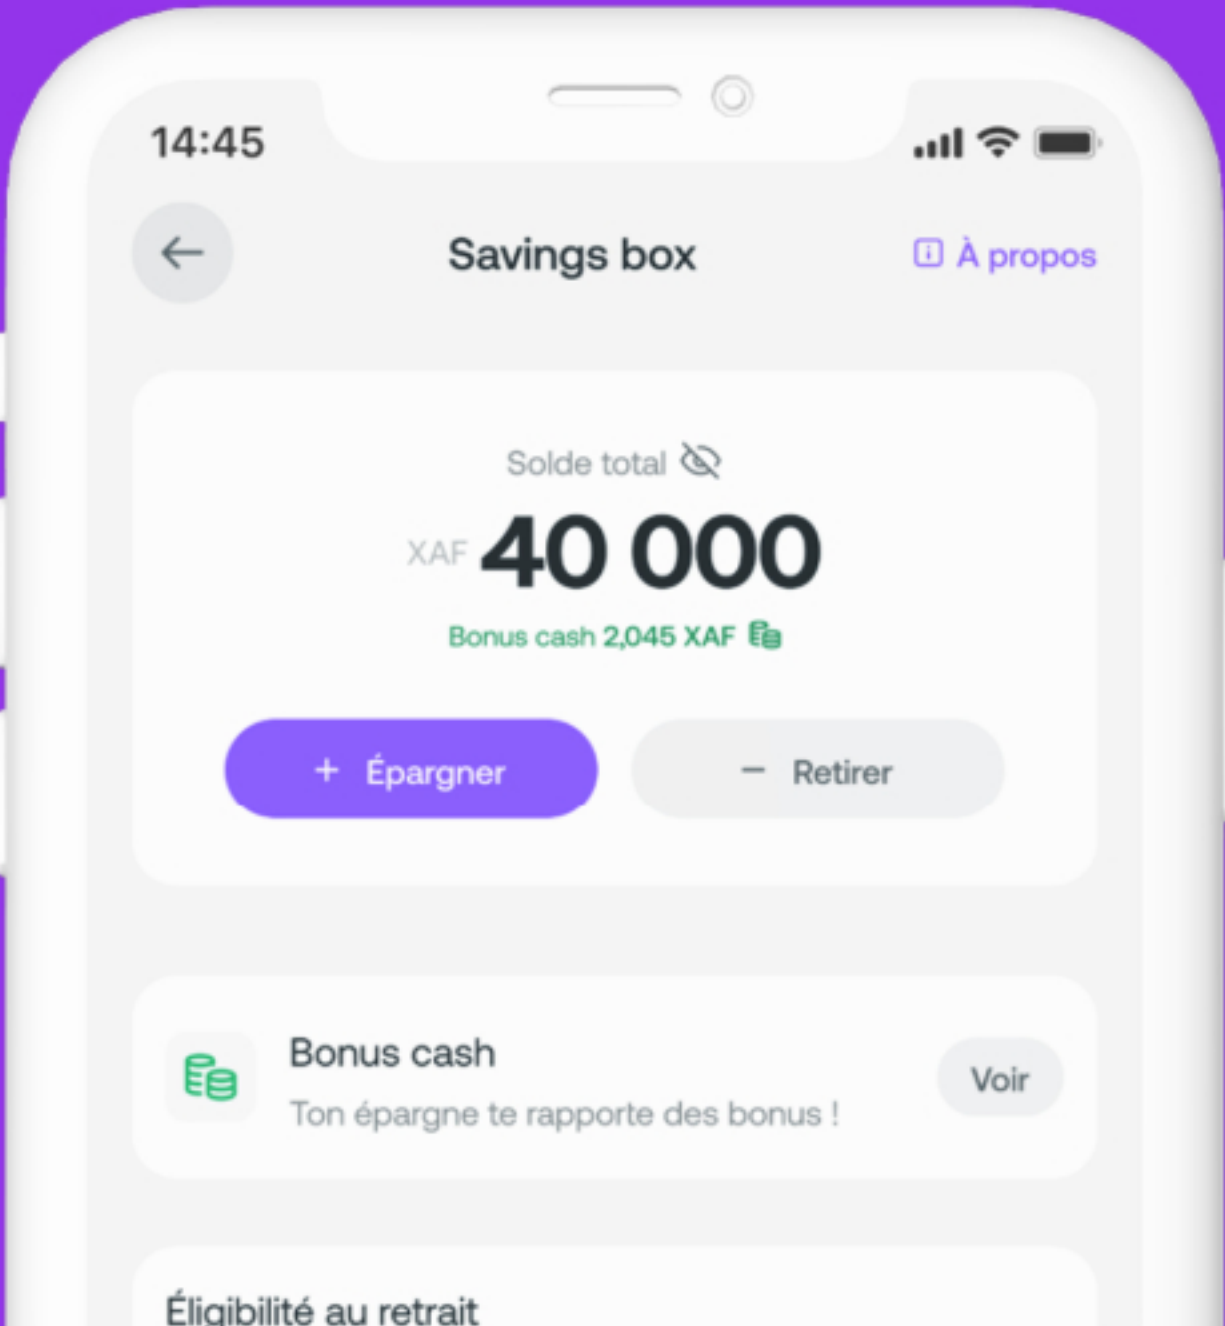 14:45
Savings box
À propos
Solde total
XAF 40 000
Bonus cash 2,045 XAF
+ Épargner
− Retirer
Bonus cash
Ton épargne te rapporte des bonus !
Voir
Éligibilité au retrait